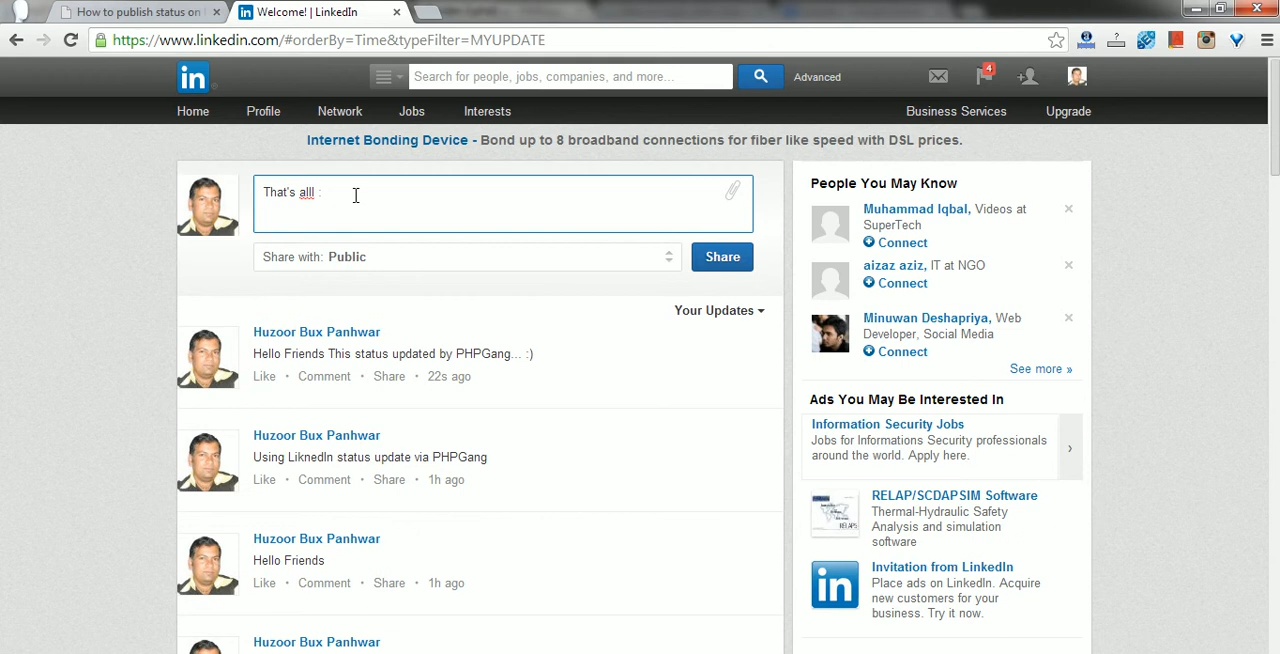 How to publish status on
Welcome! | LinkedIn
https://www.linkedin.com/#orderBy=Time&typeFilter=MYUPDATE
in
Search for people, jobs, companies, and more...
Advanced
4
Home
Profile
Network
Jobs
Interests
Business Services
Upgrade
Internet Bonding Device - Bond up to 8 broadband connections for fiber like speed with DSL prices.
That's alll :
Share with: Public
Share
Your Updates
Huzoor Bux Panhwar
Hello Friends This status updated by PHPGang... :)
Like • Comment • Share • 22s ago
Huzoor Bux Panhwar
Using LiknedIn status update via PHPGang
Like • Comment • Share • 1h ago
Huzoor Bux Panhwar
Hello Friends
Like • Comment • Share • 1h ago
Huzoor Bux Panhwar
People You May Know
Muhammad Iqbal, Videos at
SuperTech
Connect
aizaz aziz, IT at NGO
Connect
Minuwan Deshapriya, Web
Developer, Social Media
Connect
See more »
Ads You May Be Interested In
Information Security Jobs
Jobs for Informations Security professionals
around the world. Apply here.
RELAP/SCDAPSIM Software
Thermal-Hydraulic Safety
Analysis and simulation
software
in
Invitation from LinkedIn
Place ads on LinkedIn. Acquire
new customers for your
business. Try it now.